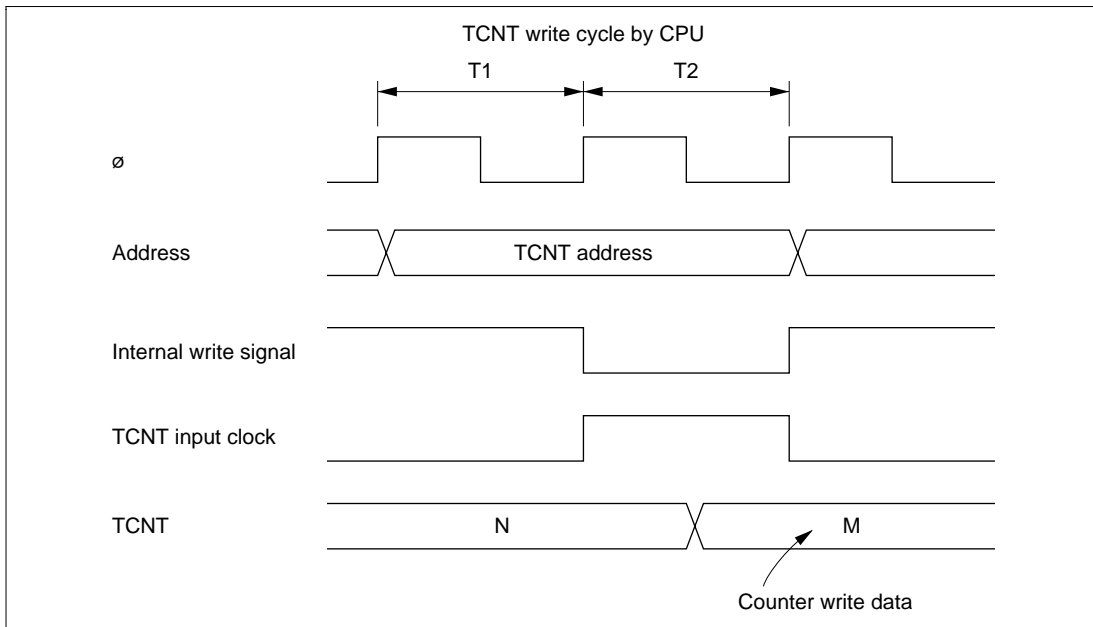 TCNT write cycle by CPU
T1 T2
ø
Address TCNT address
Internal write signal
TCNT input clock
TCNT N M
Counter write data